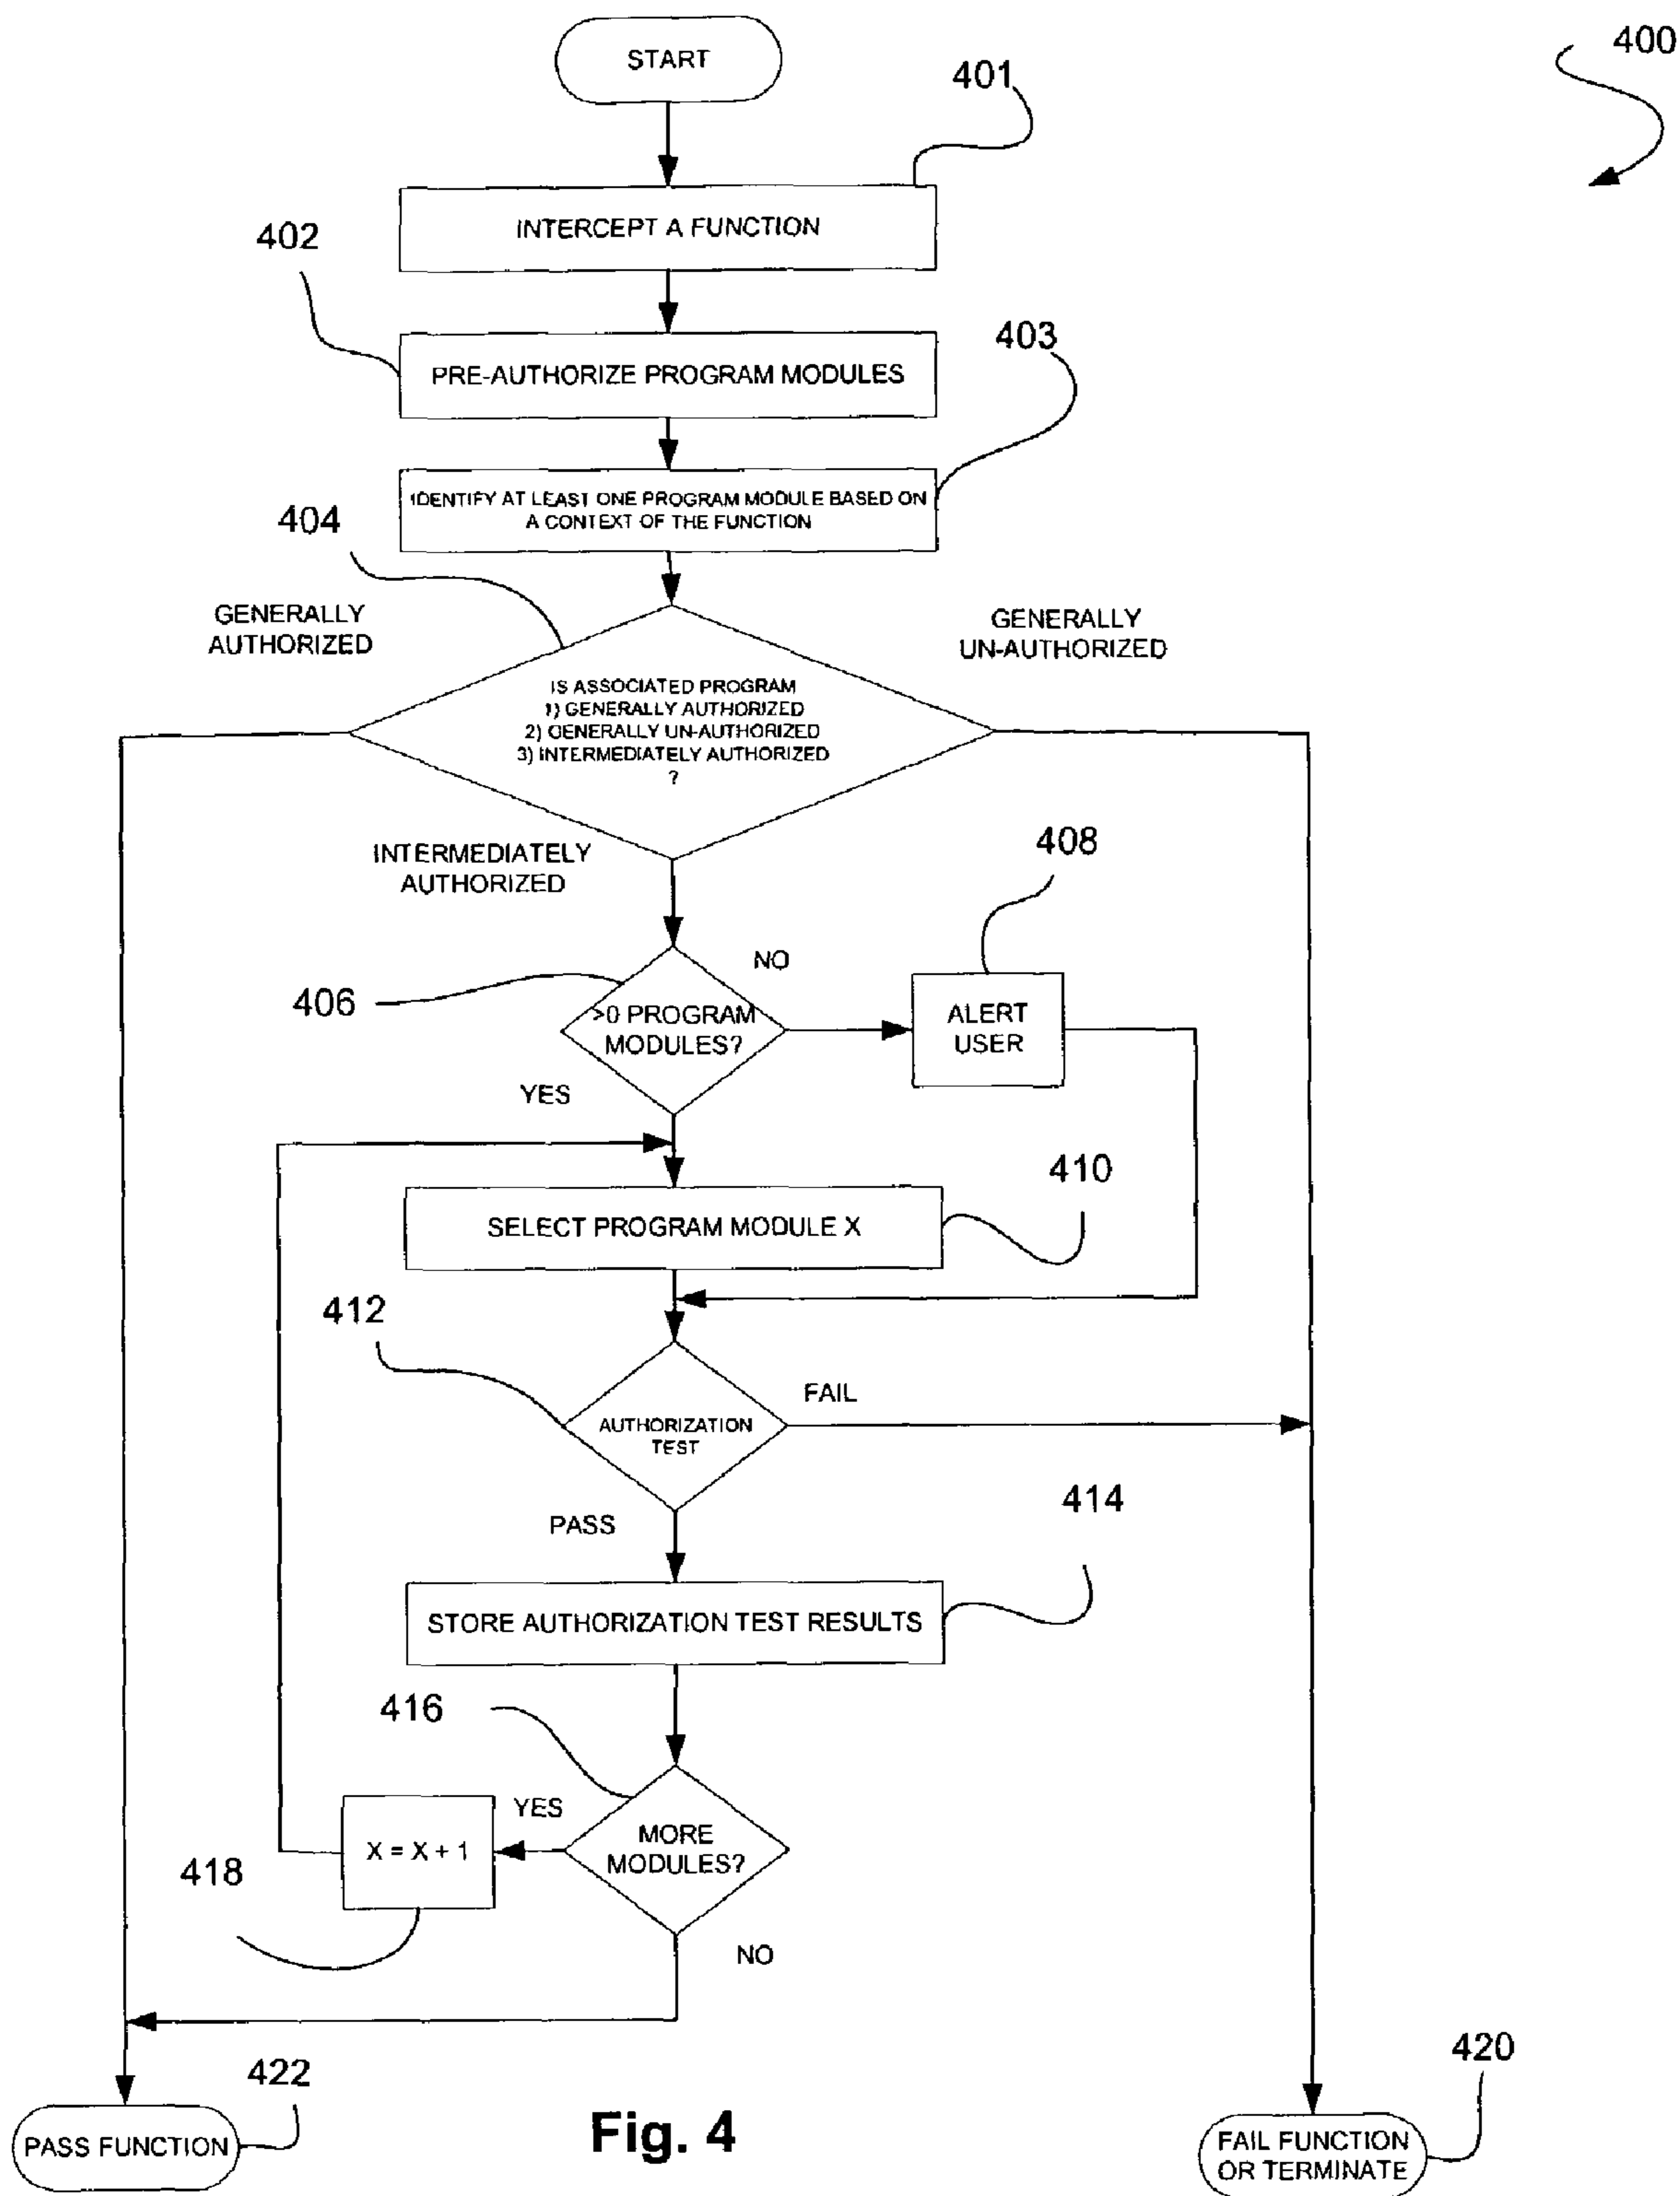 400
START
401
INTERCEPT A FUNCTION
402
PRE-AUTHORIZE PROGRAM MODULES
403
IDENTIFY AT LEAST ONE PROGRAM MODULE BASED ON
A CONTEXT OF THE FUNCTION
404
GENERALLY
AUTHORIZED
GENERALLY
UN-AUTHORIZED
IS ASSOCIATED PROGRAM
1) GENERALLY AUTHORIZED
2) GENERALLY UN-AUTHORIZED
3) INTERMEDIATELY AUTHORIZED
?
INTERMEDIATELY
AUTHORIZED
408
406
>0 PROGRAM
MODULES?
NO
ALERT
USER
YES
410
SELECT PROGRAM MODULE X
412
AUTHORIZATION
TEST
FAIL
PASS
414
STORE AUTHORIZATION TEST RESULTS
416
YES
MORE
MODULES?
X = X + 1
418
NO
422
PASS FUNCTION
Fig. 4
420
FAIL FUNCTION
OR TERMINATE